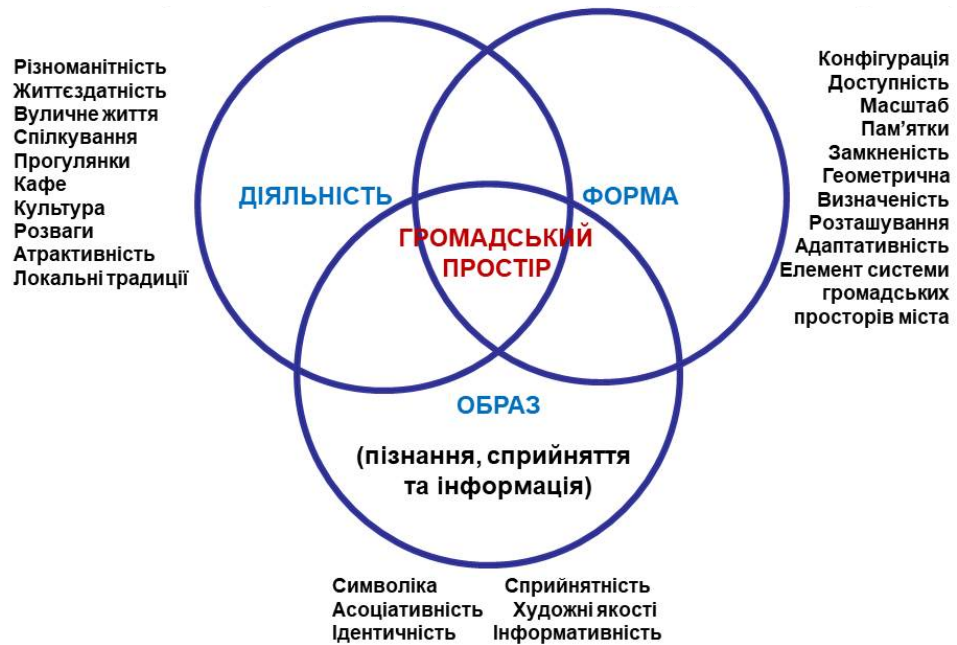 Різноманітність
Життєздатність
Вуличне життя
Спілкування
Прогулянки
Кафе
Культура
Розваги
Атрактивність
Локальні традиції
ДІЯЛЬНІСТЬ
ФОРМА
ГРОМАДСЬКИЙ
ПРОСТІР
Конфігурація
Доступність
Масштаб
Пам’ятки
Замкненість
Геометрична
Визначеність
Розташування
Адаптативність
Елемент системи
громадських
просторів міста
ОБРАЗ
(пізнання, сприйняття
та інформація)
Символіка Сприйнятність
Асоціативність Художні якості
Ідентичність Інформативність